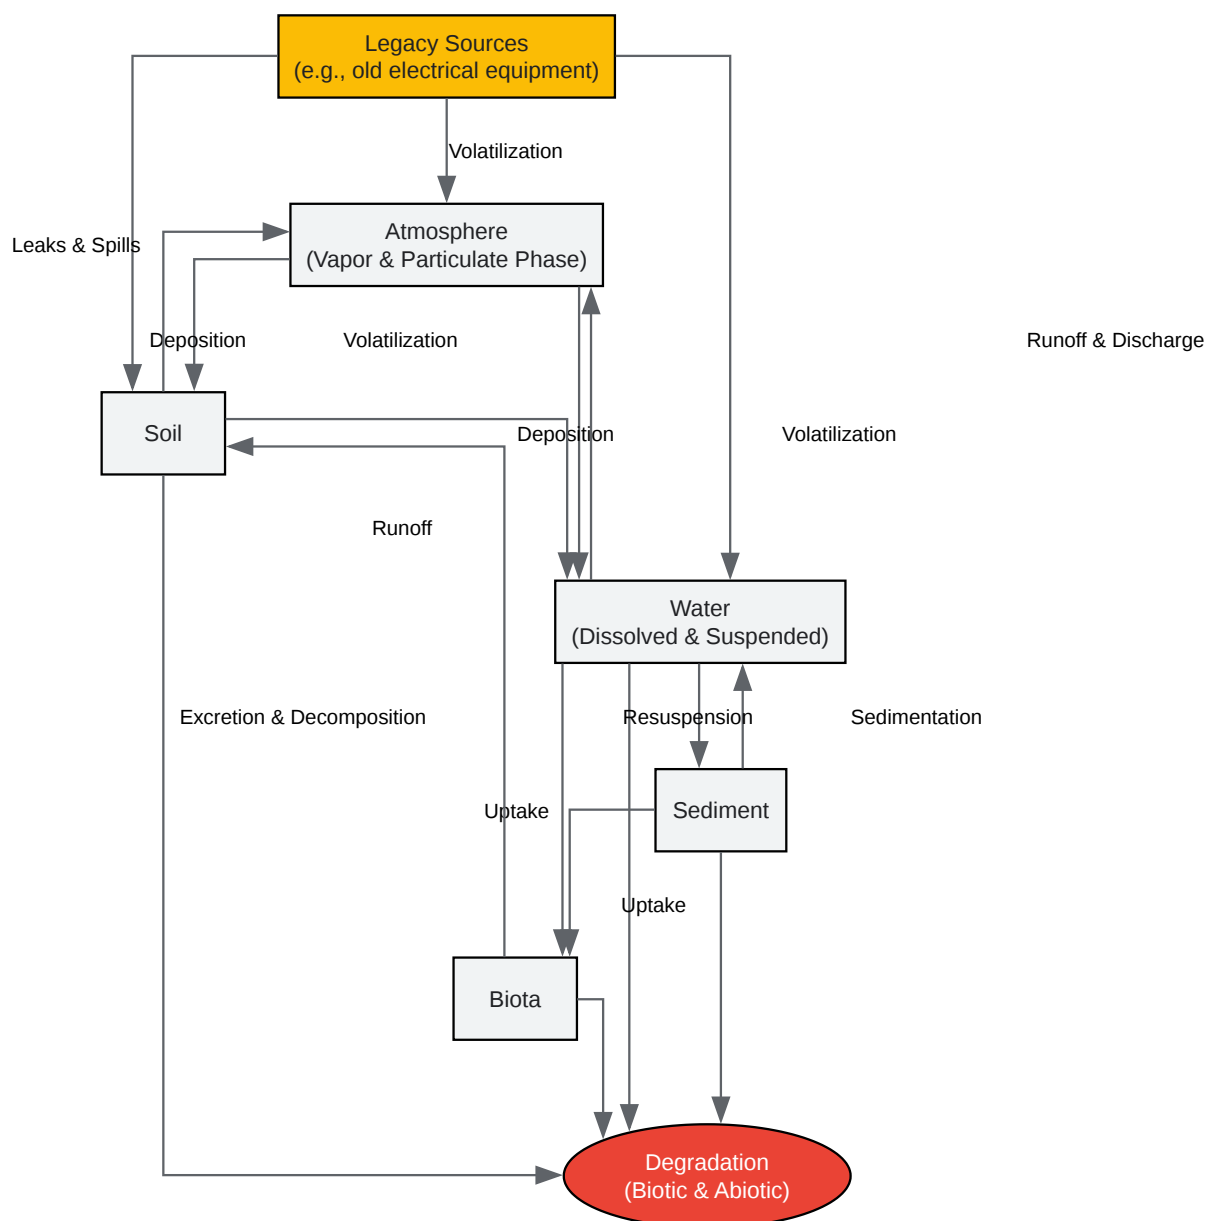 Legacy Sources
(e.g., old electrical equipment)
Volatilization
Atmosphere
(Vapor & Particulate Phase)
Leaks & Spills
Deposition
Volatilization
Runoff & Discharge
Soil
Deposition
Volatilization
Runoff
Water
(Dissolved & Suspended)
Excretion & Decomposition
Resuspension
Sedimentation
Uptake
Sediment
Uptake
Biota
Degradation
(Biotic & Abiotic)